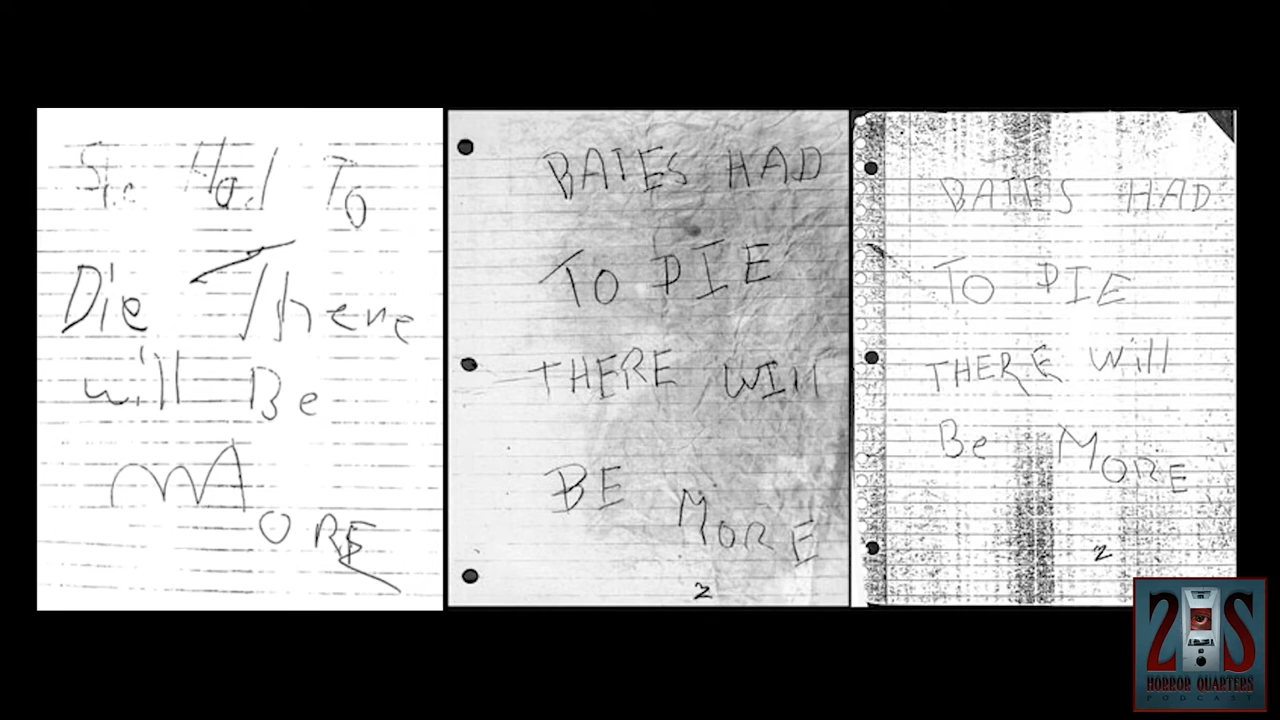 She Had To
Die There
will Be
MORE
BATES HAD
TO DIE
THERE WILL
BE MORE
2
BATES HAD
TO DIE
THERE Will
Be MORE
2
25
HORROR QUARTERS
PODCAST